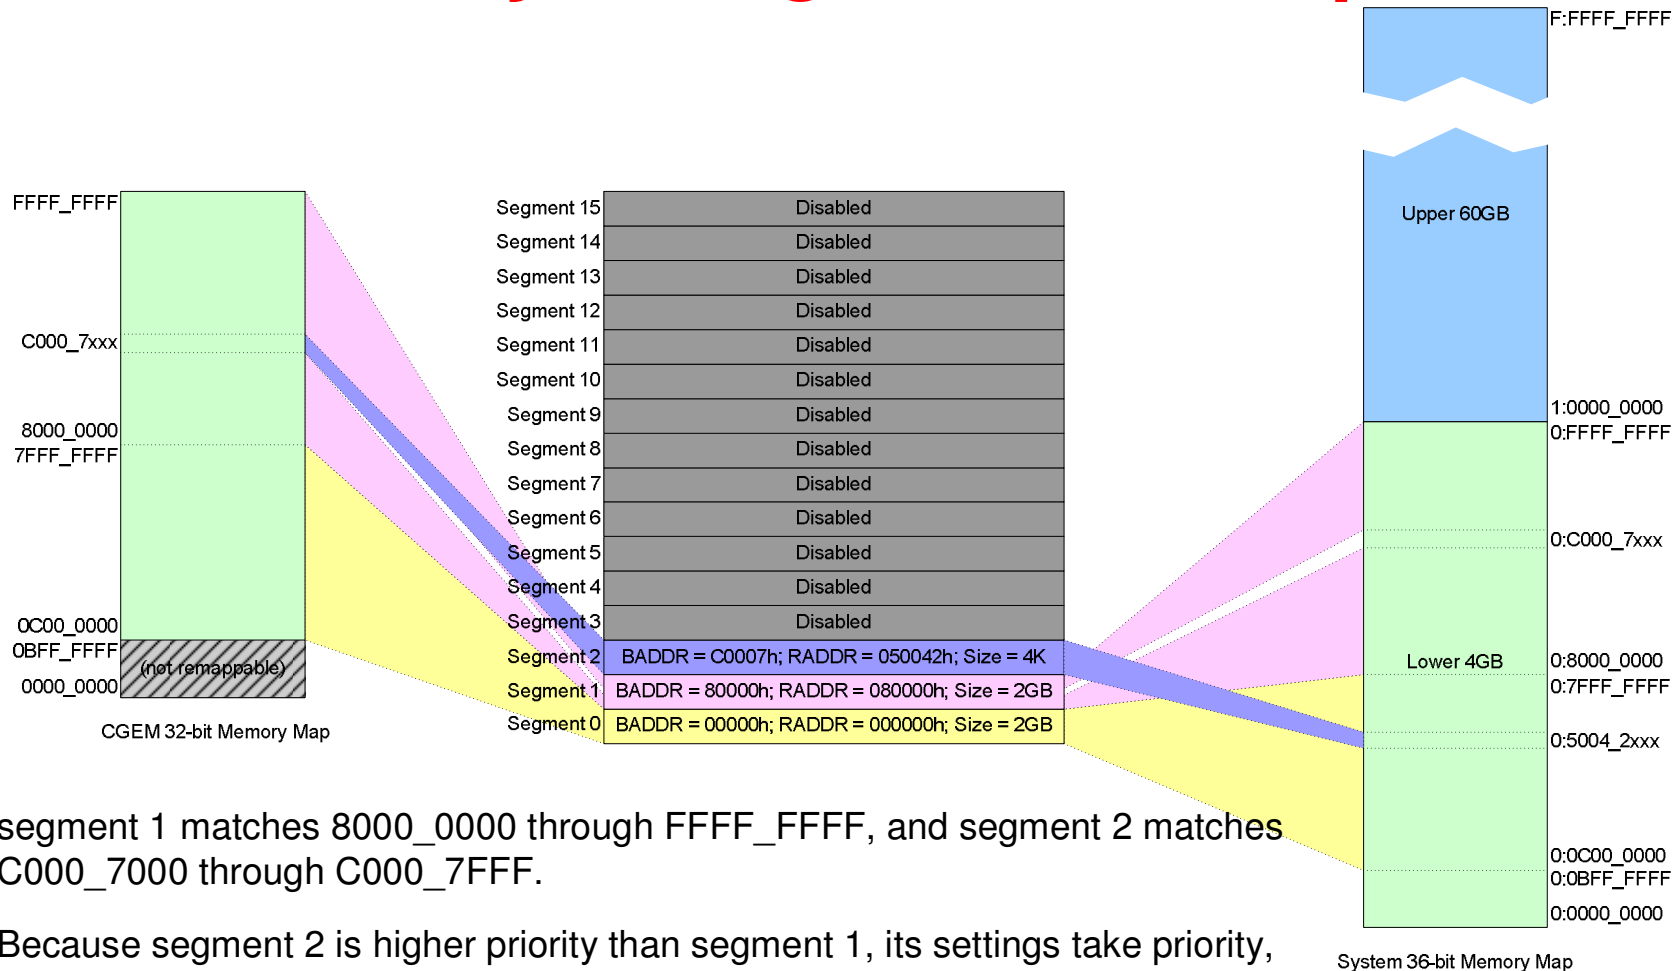 F:FFFF_FFFF
Upper 60GB
1:0000_0000
0:FFFF_FFFF
0:C000_7xxx
Lower 4GB
0:8000_0000
0:7FFF_FFFF
0:5004_2xxx
0:0C00_0000
0:0BFF_FFFF
0:0000_0000
System 36-bit Memory Map
FFFF_FFFF
C000_7xxx
8000_0000
7FFF_FFFF
0C00_0000
0BFF_FFFF
(not remappable)
0000_0000
CGEM 32-bit Memory Map
Segment 15 Disabled
Segment 14 Disabled
Segment 13 Disabled
Segment 12 Disabled
Segment 11 Disabled
Segment 10 Disabled
Segment 9 Disabled
Segment 8 Disabled
Segment 7 Disabled
Segment 6 Disabled
Segment 5 Disabled
Segment 4 Disabled
Segment 3 Disabled
Segment 2 BADDR = C0007h; RADDR = 050042h; Size = 4K
Segment 1 BADDR = 80000h; RADDR = 080000h; Size = 2GB
Segment 0 BADDR = 00000h; RADDR = 000000h; Size = 2GB
segment 1 matches 8000_0000 through FFFF_FFFF, and segment 2 matches
C000_7000 through C000_7FFF.
Because segment 2 is higher priority than segment 1, its settings take priority,